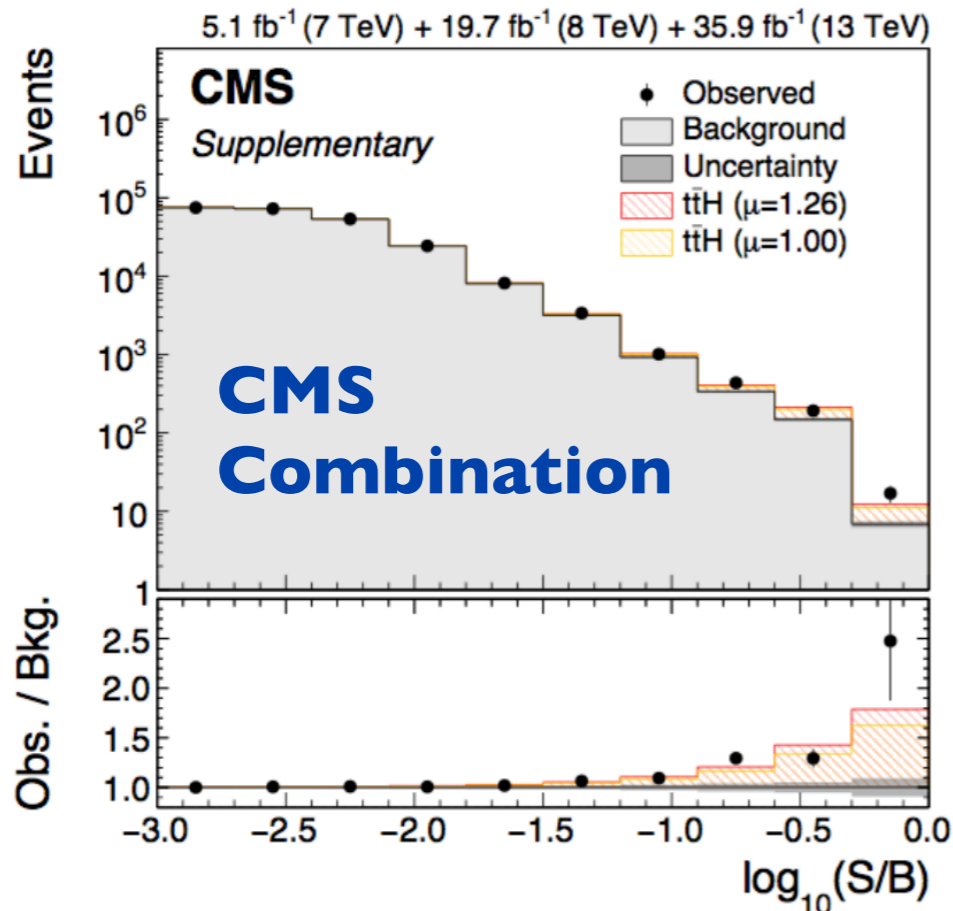 5.1 fb⁻¹ (7 TeV) + 19.7 fb⁻¹ (8 TeV) + 35.9 fb⁻¹ (13 TeV)
CMS
Supplementary
Observed
Background
Uncertainty
tt̄H (μ=1.26)
tt̄H (μ=1.00)
Events
10⁶
10⁵
10⁴
10³
10²
10
1
CMS
Combination
Obs. / Bkg.
2.5
2.0
1.5
1.0
−3.0 −2.5 −2.0 −1.5 −1.0 −0.5 0.0
log₁₀(S/B)